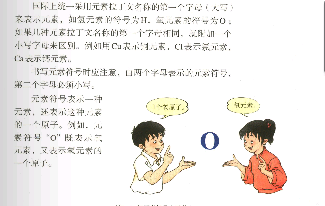 国际上统一采用元素拉丁文名称的第一个字母（大写）
来表示元素，如氢元素的符号为H，氧元素的符号为O；
如果几种元素拉丁文名称的第一个字母相同，就附加一个
小写字母来区别。例如用Cu表示铜元素，Cl表示氯元素，
Ca表示钙元素。
书写元素符号时应注意，由两个字母表示的元素符号，
第二个字母必须小写。
元素符号表示一种
元素，还表示这种元素
的一个原子。例如，元
素符号“O”既表示氧
元素，又表示氧元素的
一个原子。
一个氧原子
氧元素
O